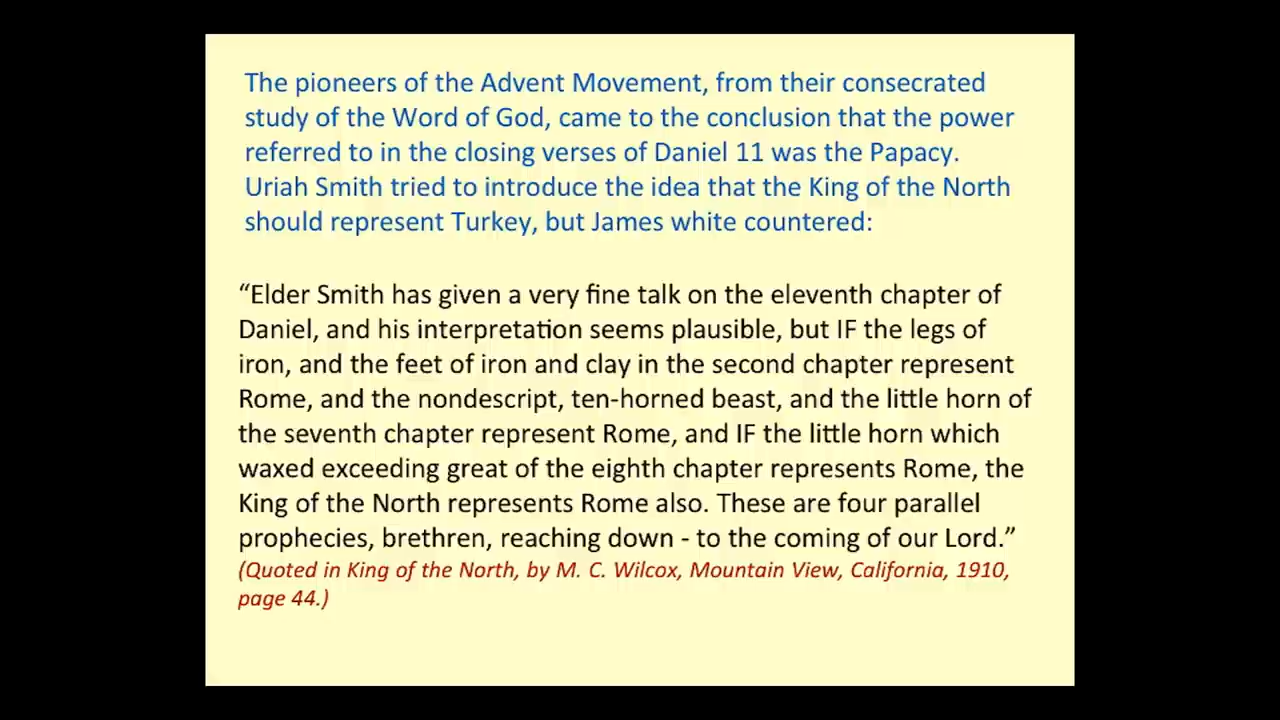 The pioneers of the Advent Movement, from their consecrated
study of the Word of God, came to the conclusion that the power
referred to in the closing verses of Daniel 11 was the Papacy.
Uriah Smith tried to introduce the idea that the King of the North
should represent Turkey, but James white countered:
“Elder Smith has given a very fine talk on the eleventh chapter of
Daniel, and his interpretation seems plausible, but IF the legs of
iron, and the feet of iron and clay in the second chapter represent
Rome, and the nondescript, ten-horned beast, and the little horn of
the seventh chapter represent Rome, and IF the little horn which
waxed exceeding great of the eighth chapter represents Rome, the
King of the North represents Rome also. These are four parallel
prophecies, brethren, reaching down - to the coming of our Lord.”
(Quoted in King of the North, by M. C. Wilcox, Mountain View, California, 1910,
page 44.)